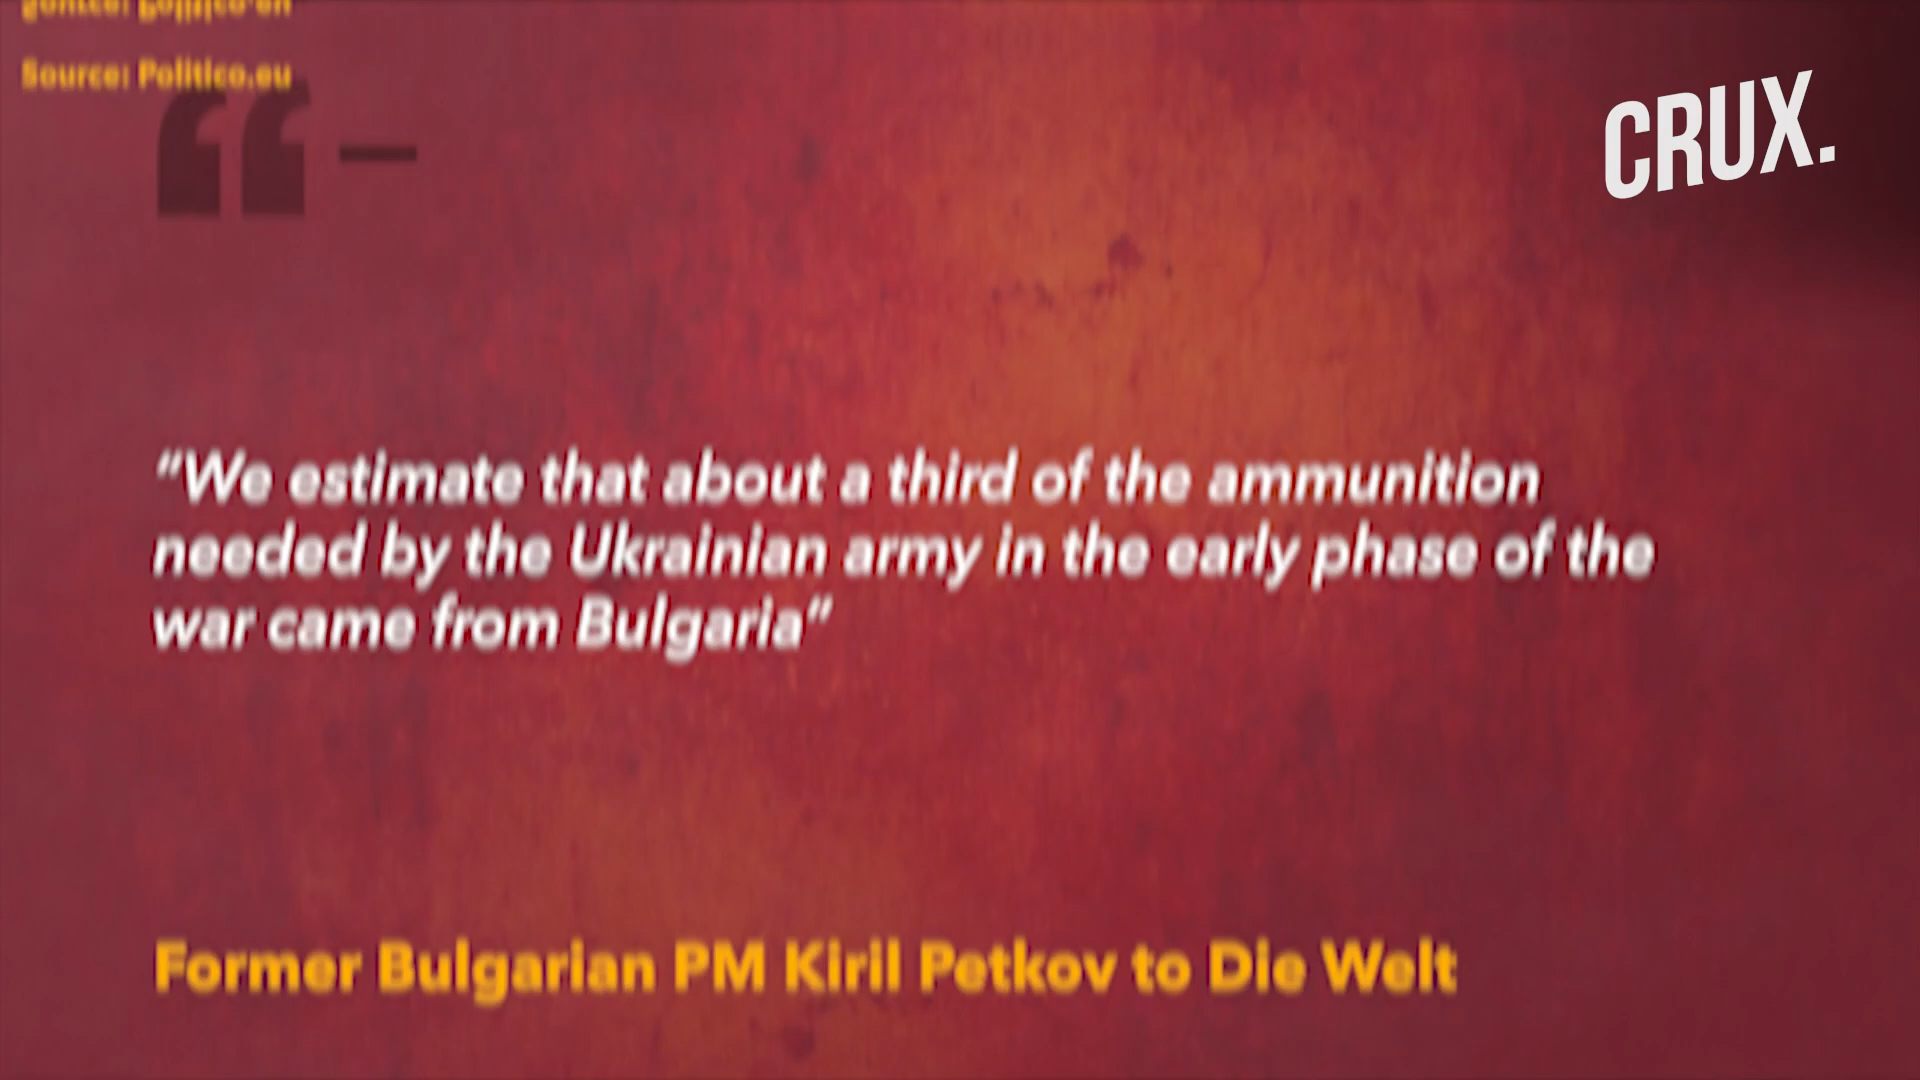 Source: Politico.eu
CRUX.
“We estimate that about a third of the ammunition
needed by the Ukrainian army in the early phase of the
war came from Bulgaria”
Former Bulgarian PM Kiril Petkov to Die Welt